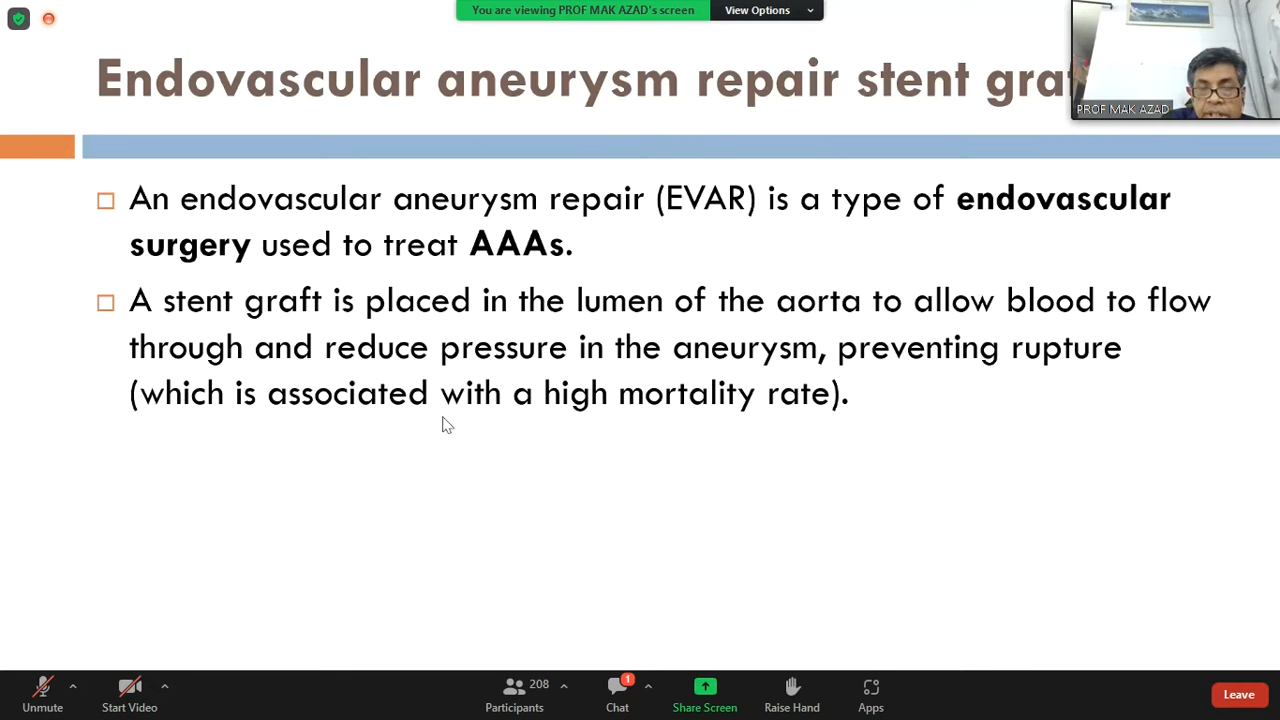 You are viewing PROF MAK AZAD's screen
View Options
Endovascular aneurysm repair stent
PROF MAK AZAD
An endovascular aneurysm repair (EVAR) is a type of endovascular
surgery used to treat AAAs.
A stent graft is placed in the lumen of the aorta to allow blood to flow
through and reduce pressure in the aneurysm, preventing rupture
(which is associated with a high mortality rate).
Unmute
Start Video
208
Participants
1
Chat
Share Screen
Raise Hand
Apps
Leave